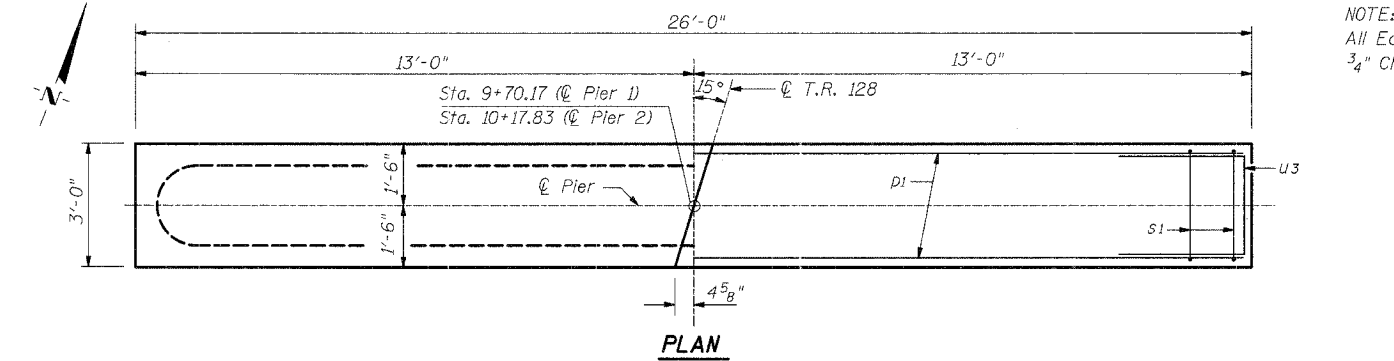 26'-0"
NOTE:
All Ed
3/4" Ch
13'-0"
13'-0"
N
15°
℄ T.R. 128
Sta. 9+70.17 (℄ Pier 1)
Sta. 10+17.83 (℄ Pier 2)
3'-0"
1'-6"
1'-6"
℄ Pier
p1
u3
s1
4 5/8"
PLAN